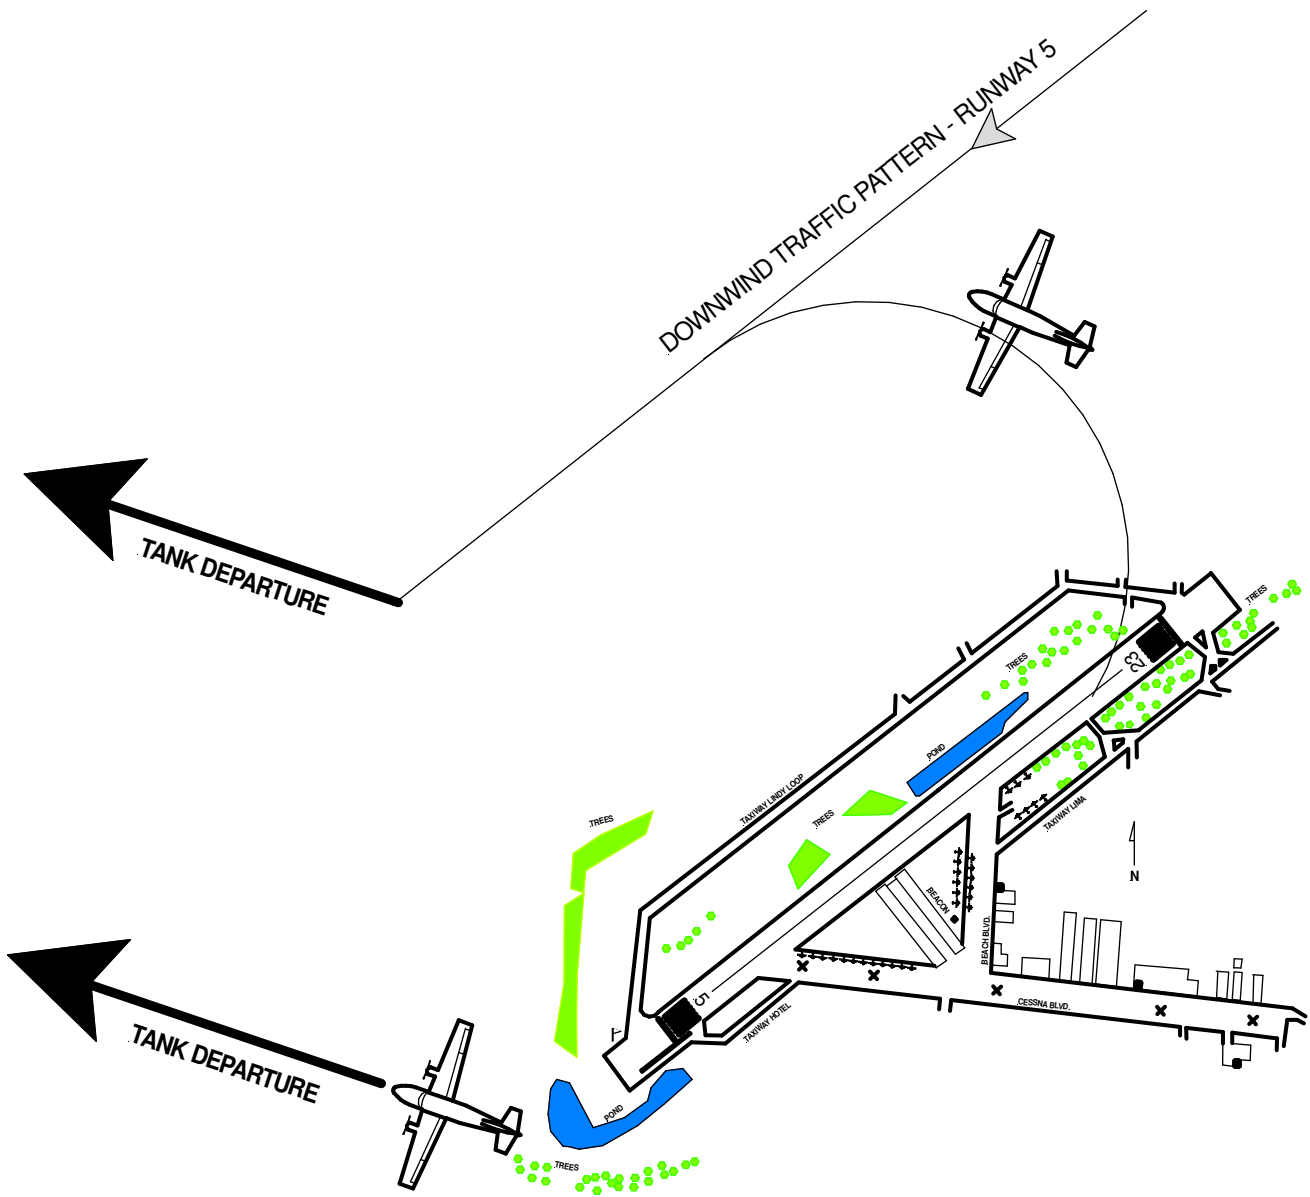 DOWNWIND TRAFFIC PATTERN - RUNWAY 5
TANK DEPARTURE
TREES
23
TREES
POND
TAXIWAY LINDY LOOP
TREES
TREES
TAXIWAY LIMA
N
BEACON
BEACH BLVD.
5
CESSNA BLVD.
TAXIWAY HOTEL
TANK DEPARTURE
POND
TREES